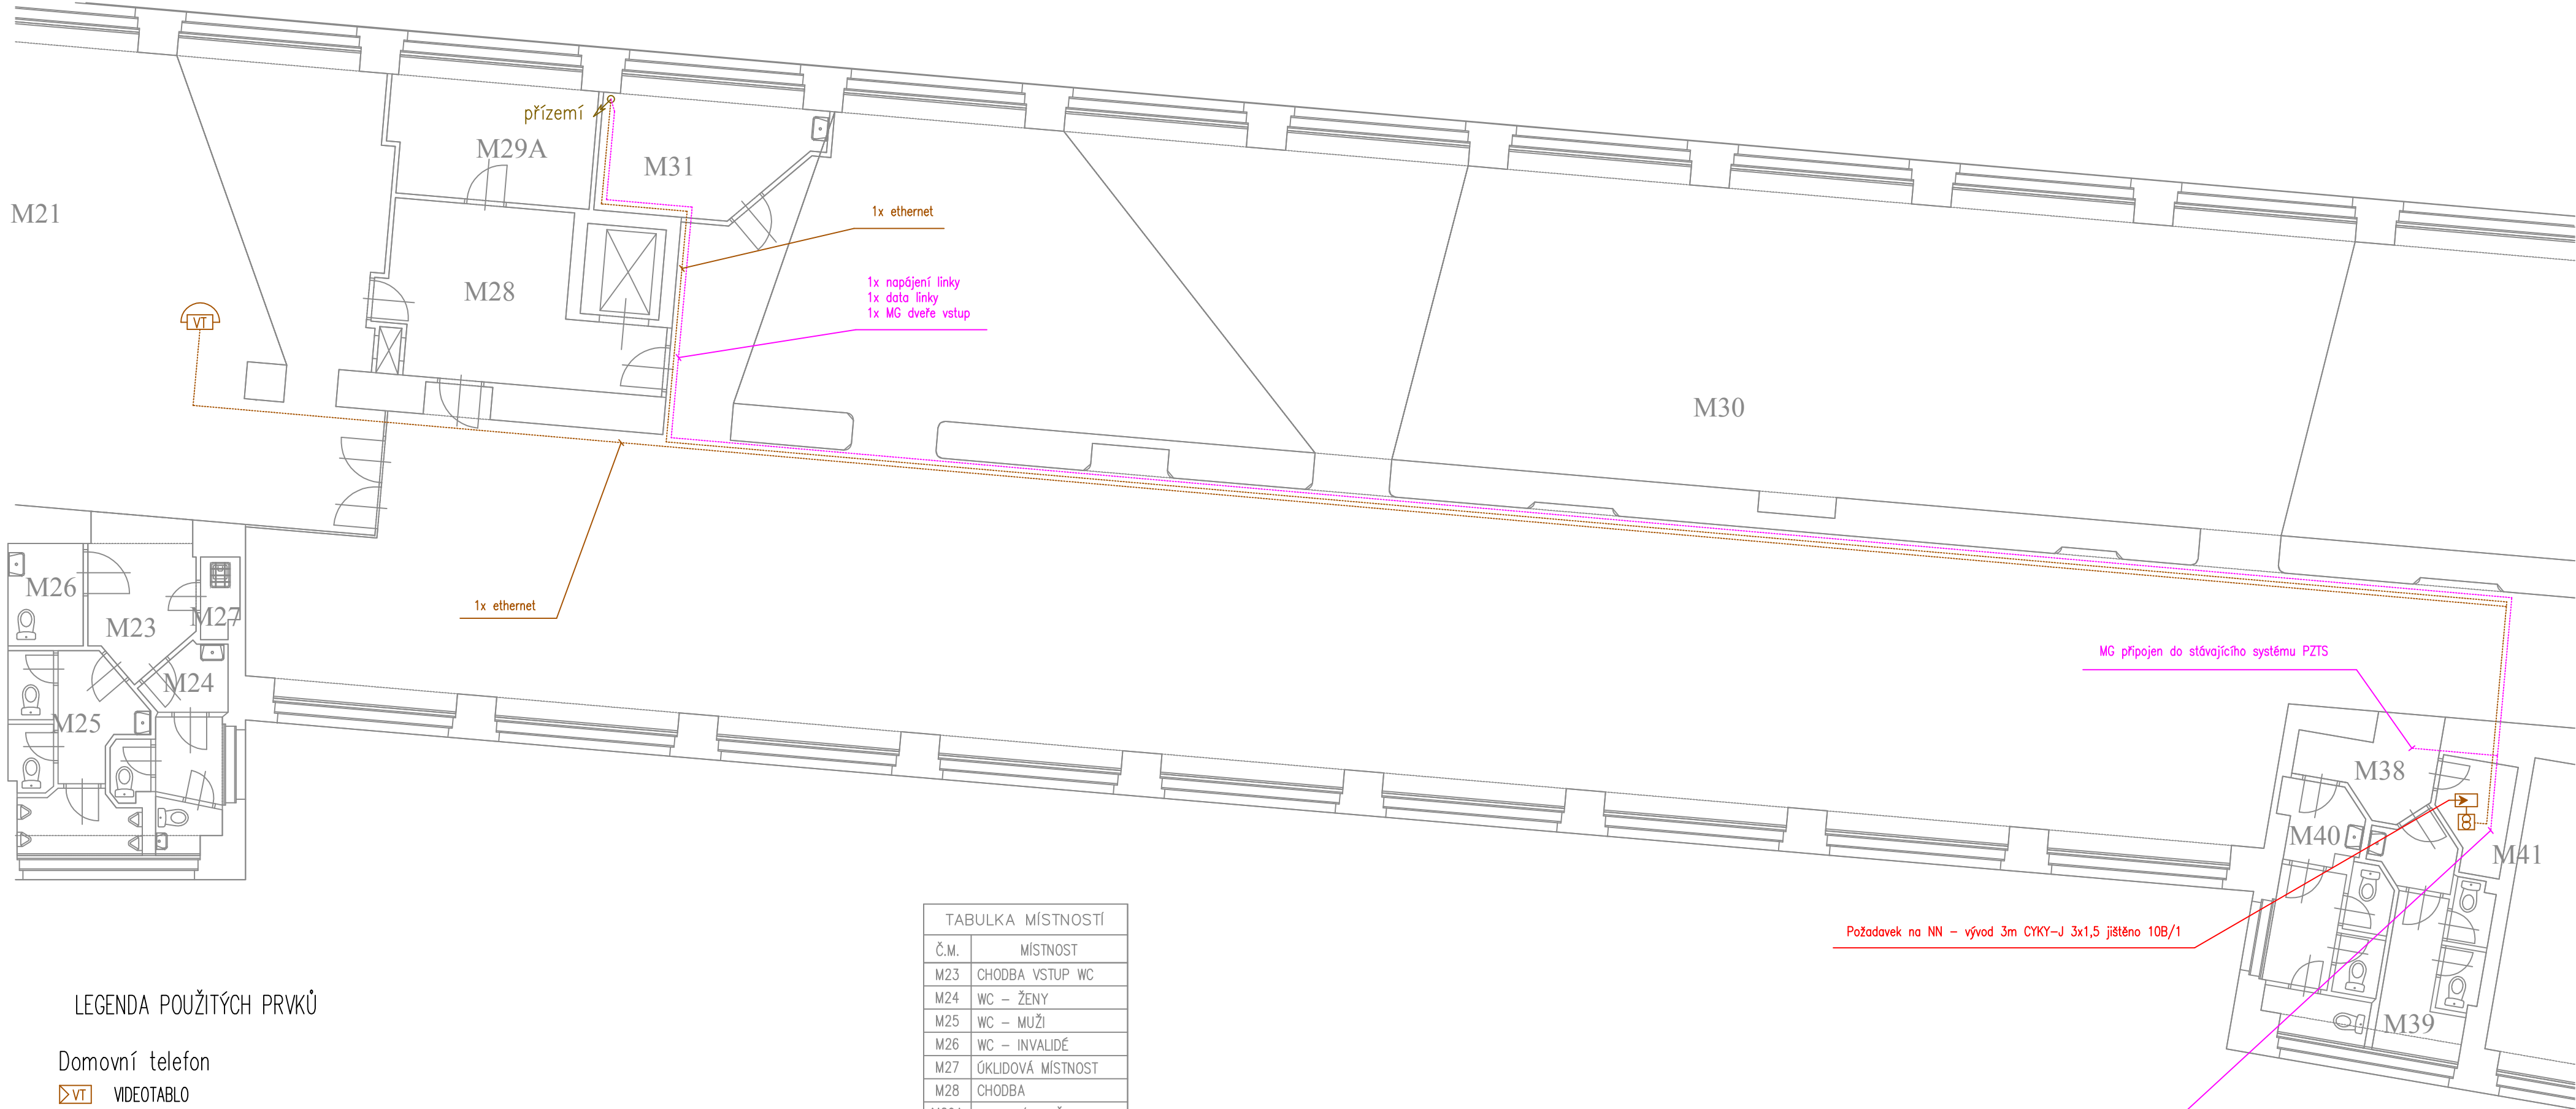 přízemí
M29A
M31
M21
1x ethernet
M28
1x napájení linky
1x data linky
1x MG dveře vstup
VT
M30
M26
M23
M27
1x ethernet
M24
M25
MG připojen do stávajícího systému PZTS
M38
M40
M41
M39
Požadavek na NN – vývod 3m CYKY–J 3x1,5 jištěno 10B/1
TABULKA MÍSTNOSTÍ
Č.M. MÍSTNOST
M23 CHODBA VSTUP WC
M24 WC – ŽENY
M25 WC – MUŽI
M26 WC – INVALIDÉ
M27 ÚKLIDOVÁ MÍSTNOST
M28 CHODBA
LEGENDA POUŽITÝCH PRVKŮ
Domovní telefon
VT VIDEOTABLO